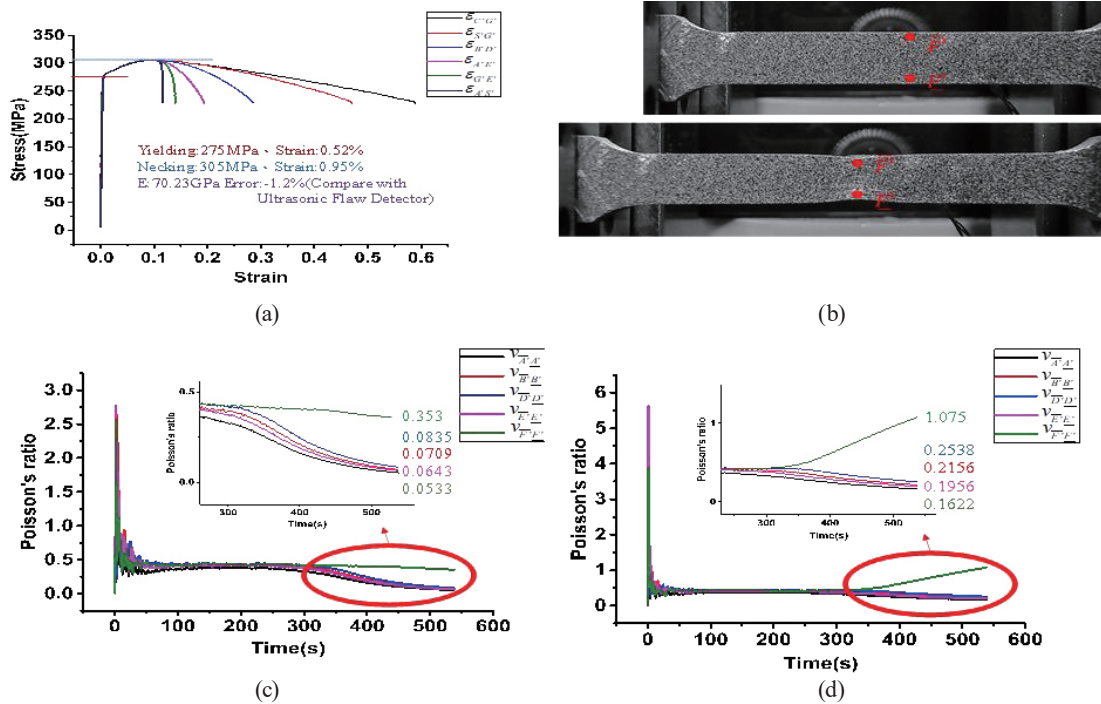 350
300
250
200
150
100
50
0
Stress(MPa)
ε C'G'
ε S'G'
ε B'D'
ε A'E'
ε G'E'
ε A'S'
Yielding:275MPa、Strain:0.52%
Necking:305MPa、Strain:0.95%
E:70.23GPa Error:-1.2%(Compare with
Ultrasonic Flaw Detector)
0.0 0.1 0.2 0.3 0.4 0.5 0.6
Strain
(a)
(b)
3.0
2.5
2.0
1.5
1.0
0.5
0.0
Poisson's ratio
ν A'A'
ν B'B'
ν D'D'
ν E'E'
ν F'F'
0.5
0.0
Poisson's ratio
300 400 500
Time(s)
0.353
0.0835
0.0709
0.0643
0.0533
0 100 200 300 400 500 600
Time(s)
(c)
6
5
4
3
2
1
0
Poisson's ratio
ν A'A'
ν B'B'
ν D'D'
ν E'E'
ν F'F'
1
0
Poisson's ratio
300 400 500
Time(s)
1.075
0.2538
0.2156
0.1956
0.1622
0 100 200 300 400 500 600
Time(s)
(d)